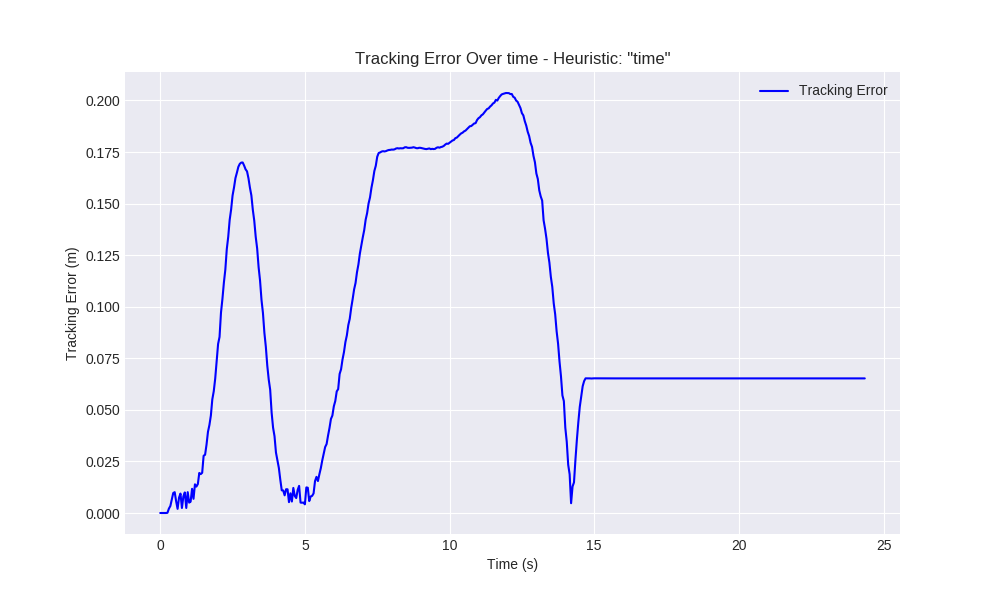 Tracking Error Over time - Heuristic: "time"
Tracking Error
0.200
0.175
0.150
0.125
0.100
0.075
0.050
0.025
0.000
Tracking Error (m)
0 5 10 15 20 25
Time (s)